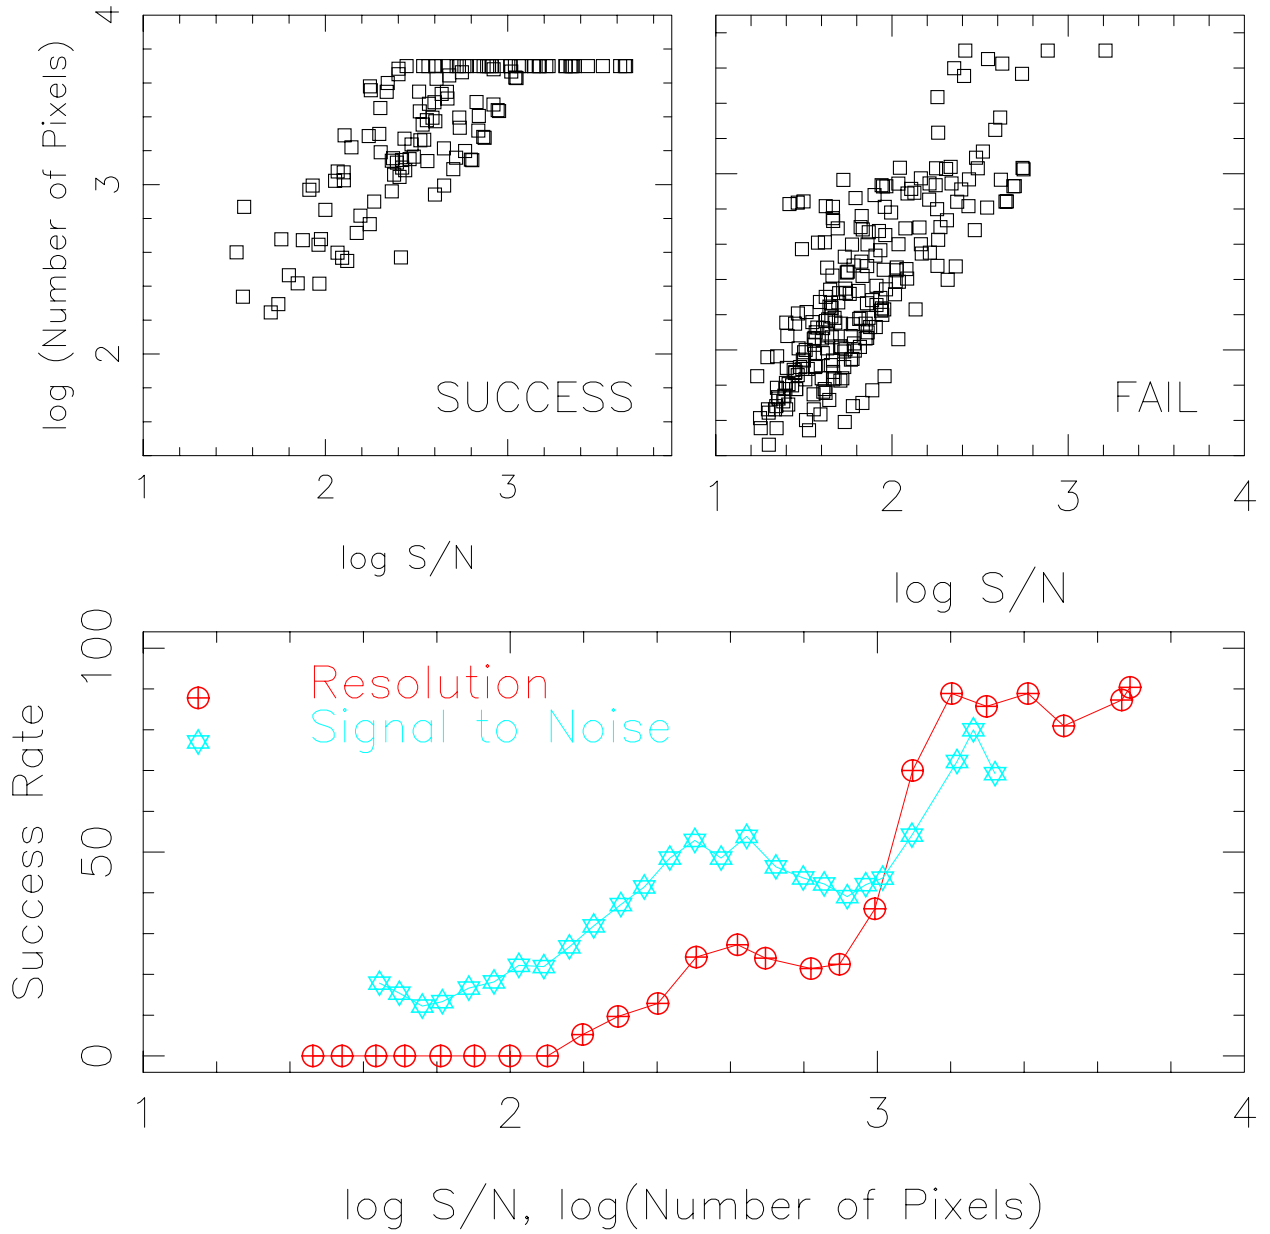 log (Number of Pixels)
4
3
2
SUCCESS
FAIL
1 2 3
1 2 3 4
log S/N
log S/N
Success Rate
100
50
0
Resolution
Signal to Noise
1 2 3 4
log S/N, log(Number of Pixels)